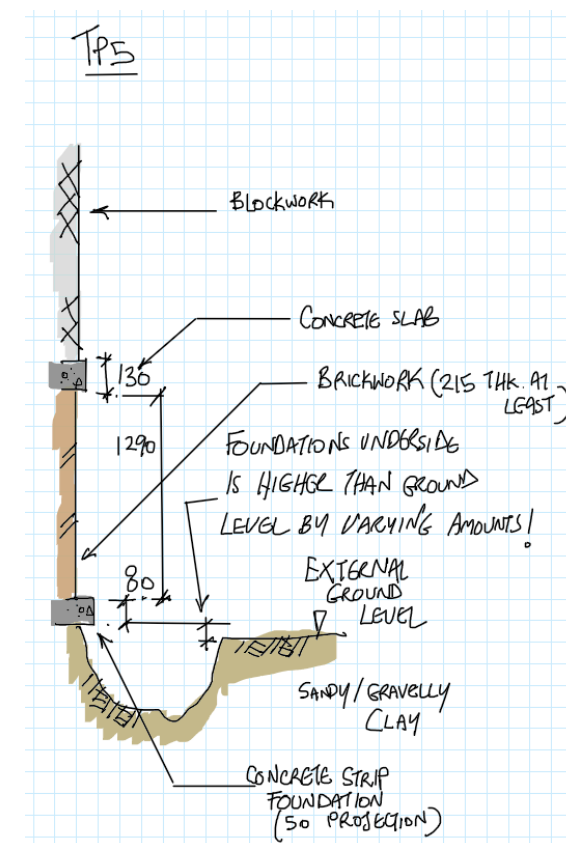 TP5
BLOCKWORK
CONCRETE SLAB
130
BRICKWORK (215 THK. AT
LEAST)
1290
FOUNDATIONS UNDERSIDE
IS HIGHER THAN GROUND
LEVEL BY VARYING AMOUNTS!
80
EXTERNAL
GROUND
LEVEL
SANDY/GRAVELLY
CLAY
CONCRETE STRIP
FOUNDATION
(50 PROJECTION)